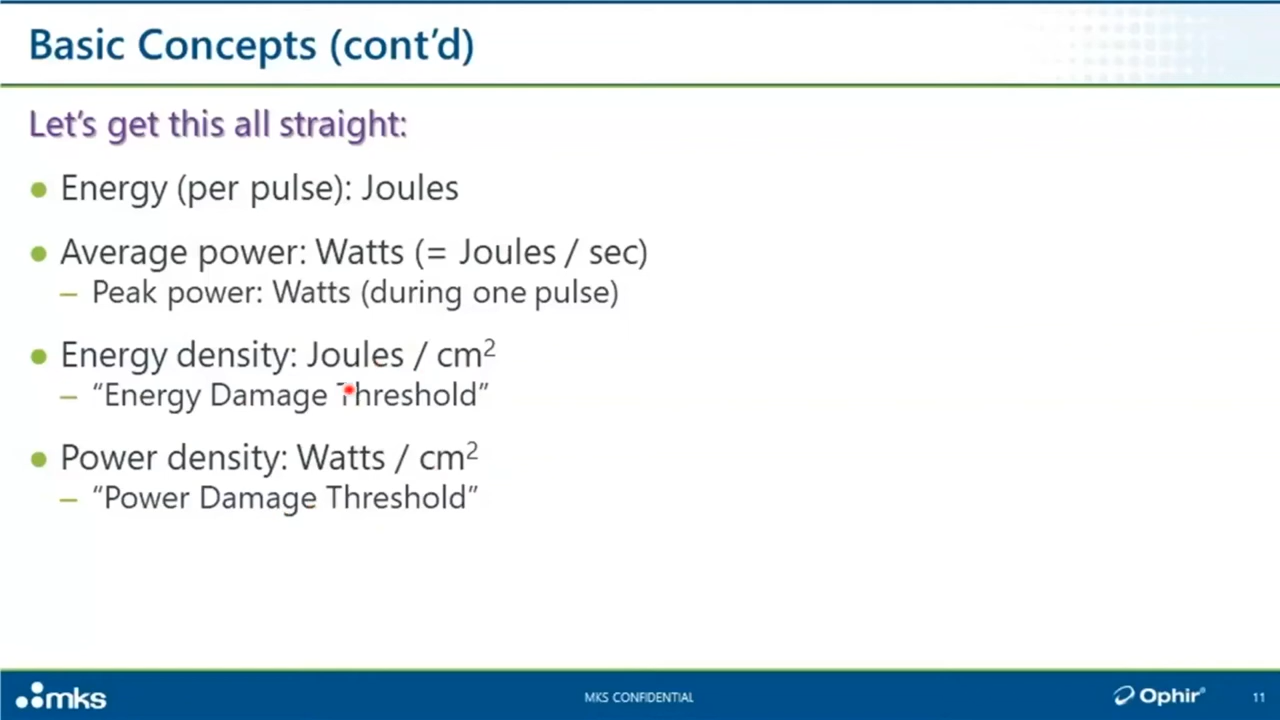 Basic Concepts (cont’d)
Let’s get this all straight:
● Energy (per pulse): Joules
● Average power: Watts (= Joules / sec)
– Peak power: Watts (during one pulse)
● Energy density: Joules / cm²
– “Energy Damage Threshold”
● Power density: Watts / cm²
– “Power Damage Threshold”
mks
MKS CONFIDENTIAL
Ophir®
11